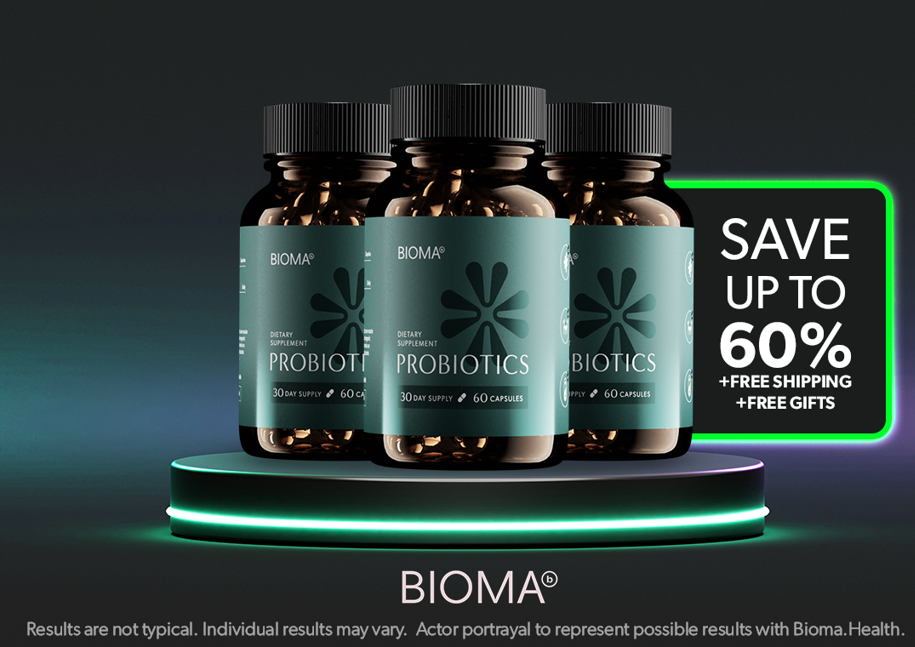 BIOMA
DIETARY
SUPPLEMENT
PROBIOTI
30 DAY SUPPLY 60 CA
BIOMA
DIETARY
SUPPLEMENT
PROBIOTICS
30 DAY SUPPLY 60 CAPSULES
A
BIOTICS
PPLY 60 CAPSULES
SAVE
UP TO
60%
+FREE SHIPPING
+FREE GIFTS
BIOMA b
Results are not typical. Individual results may vary. Actor portrayal to represent possible results with Bioma.Health.